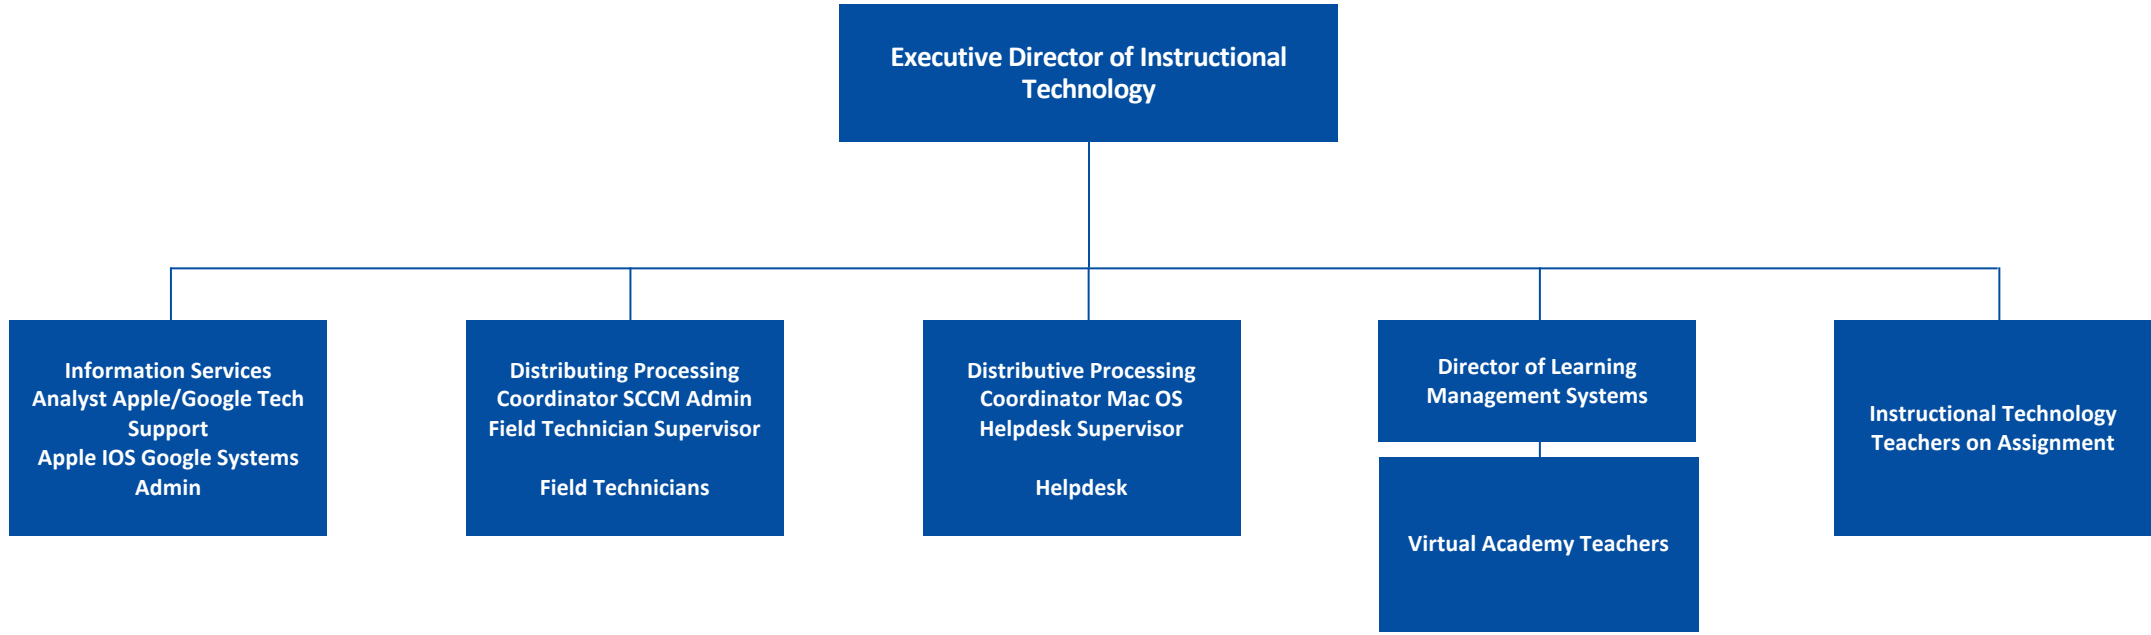 Executive Director of Instructional
Technology
Information Services
Analyst Apple/Google Tech
Support
Apple IOS Google Systems
Admin
Distributing Processing
Coordinator SCCM Admin
Field Technician Supervisor
Field Technicians
Distributive Processing
Coordinator Mac OS
Helpdesk Supervisor
Helpdesk
Director of Learning
Management Systems
Virtual Academy Teachers
Instructional Technology
Teachers on Assignment